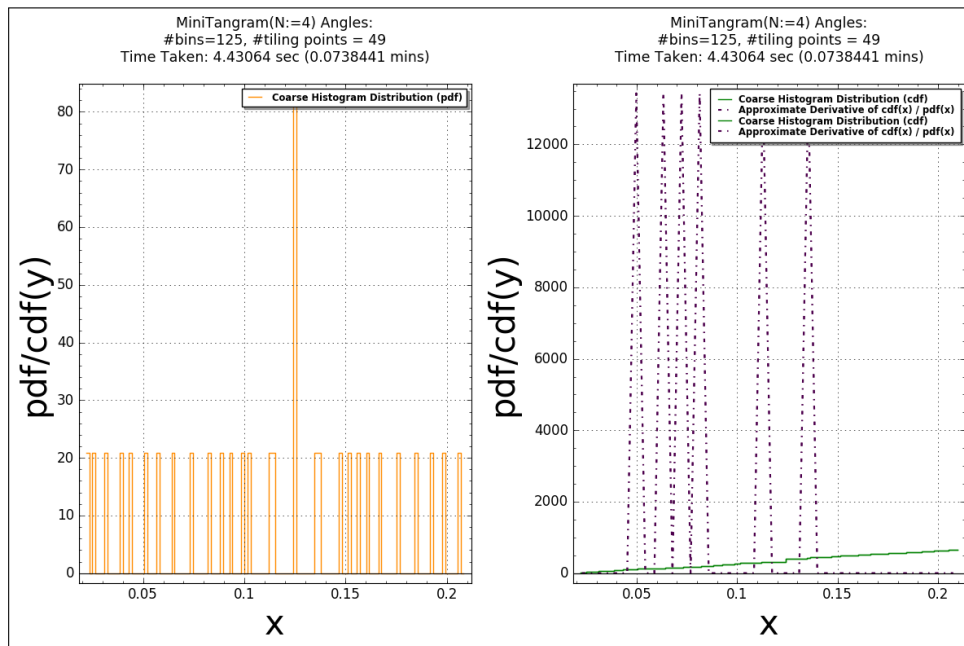 MiniTangram(N:=4) Angles:
#bins=125, #tiling points = 49
Time Taken: 4.43064 sec (0.0738441 mins)
Coarse Histogram Distribution (pdf)
80
70
60
50
40
30
20
10
0
pdf/cdf(y)
0.05
0.1
0.15
0.2
x
MiniTangram(N:=4) Angles:
#bins=125, #tiling points = 49
Time Taken: 4.43064 sec (0.0738441 mins)
Coarse Histogram Distribution (cdf)
Approximate Derivative of cdf(x) / pdf(x)
Coarse Histogram Distribution (cdf)
Approximate Derivative of cdf(x) / pdf(x)
12000
10000
8000
6000
4000
2000
0
pdf/cdf(y)
0.05
0.1
0.15
0.2
x